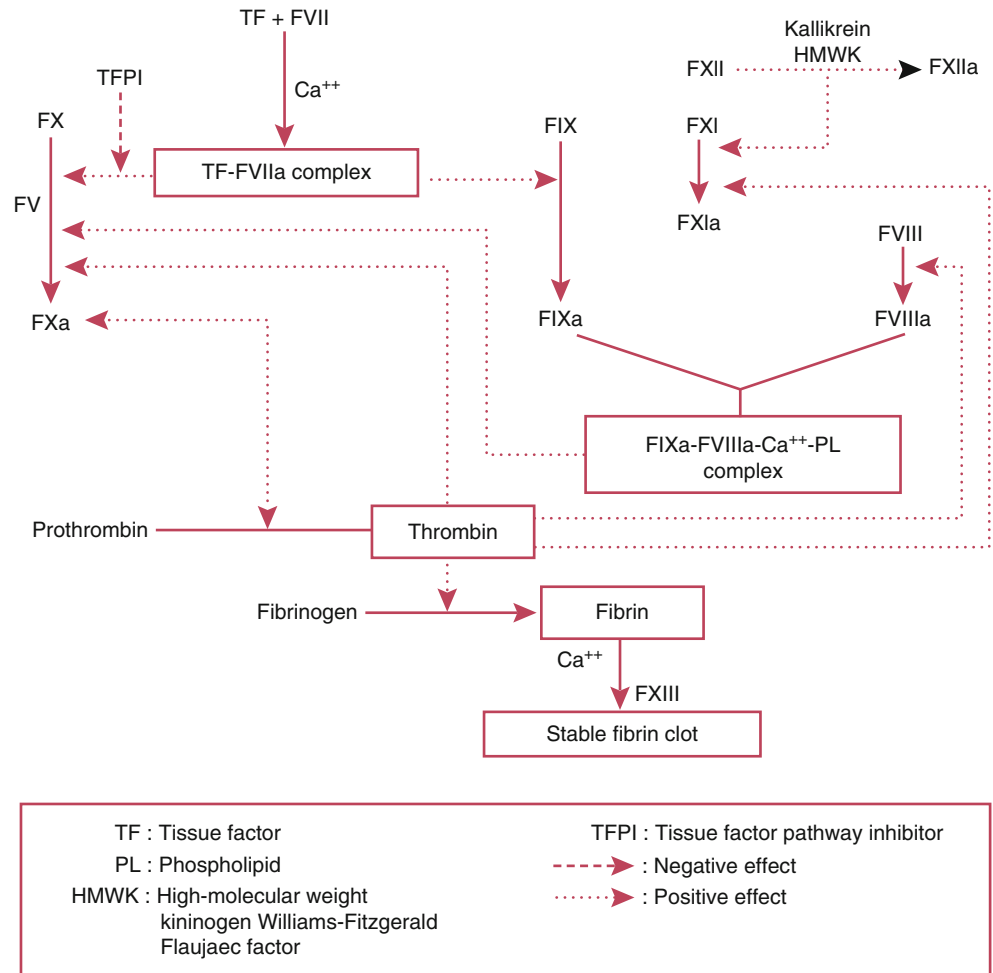 TF + FVII
Kallikrein
HMWK
FXII
FXIIa
TFPI
Ca++
FX
FIX
FXI
TF-FVIIa complex
FV
FXIa
FVIII
FXa
FIXa
FVIIIa
FIXa-FVIIIa-Ca++-PL
complex
Prothrombin
Thrombin
Fibrinogen
Fibrin
Ca++
FXIII
Stable fibrin clot
TF : Tissue factor
PL : Phospholipid
HMWK : High-molecular weight
kininogen Williams-Fitzgerald
Flaujaec factor
TFPI : Tissue factor pathway inhibitor
: Negative effect
: Positive effect